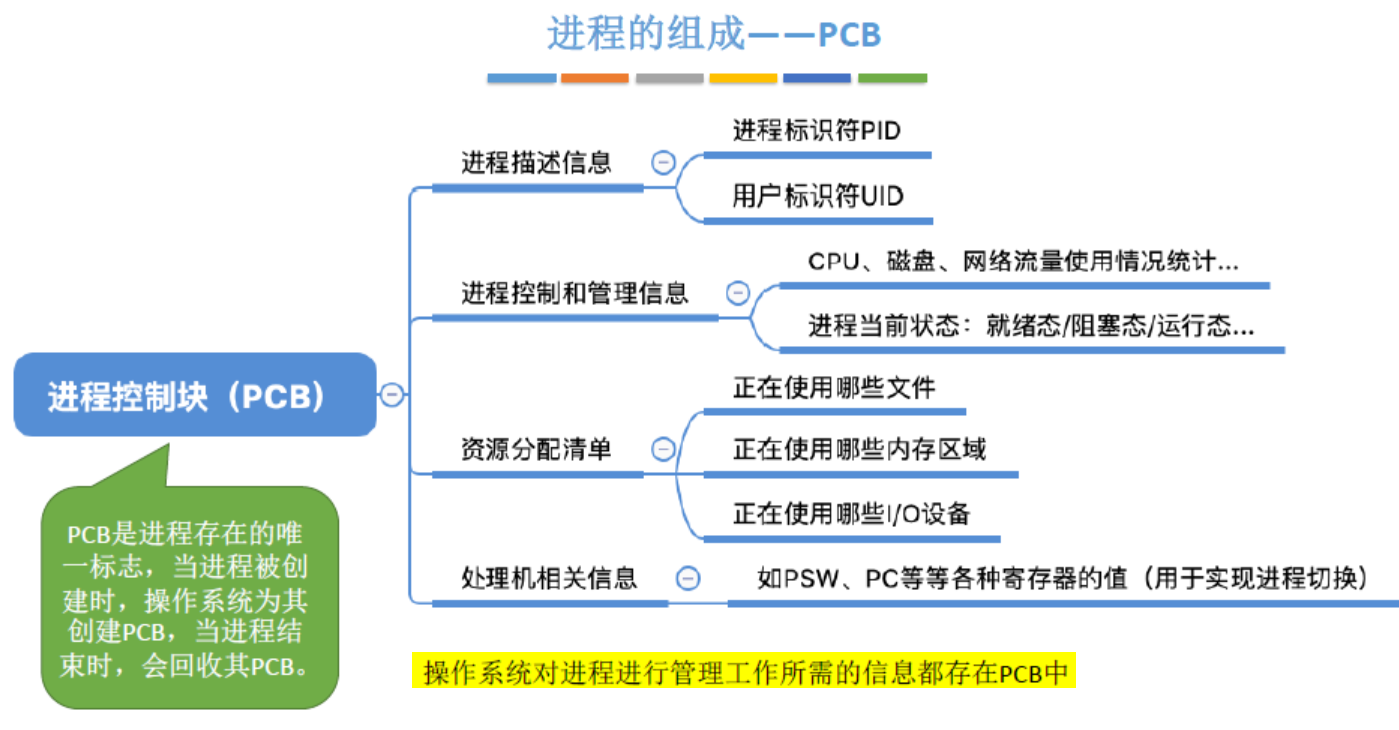 进程的组成——PCB
进程描述信息
进程标识符PID
用户标识符UID
进程控制和管理信息
CPU、磁盘、网络流量使用情况统计...
进程当前状态：就绪态/阻塞态/运行态...
进程控制块（PCB）
资源分配清单
正在使用哪些文件
正在使用哪些内存区域
正在使用哪些I/O设备
处理机相关信息
如PSW、PC等等各种寄存器的值（用于实现进程切换）
PCB是进程存在的唯
一标志，当进程被创
建时，操作系统为其
创建PCB，当进程结
束时，会回收其PCB。
操作系统对进程进行管理工作所需的信息都存在PCB中